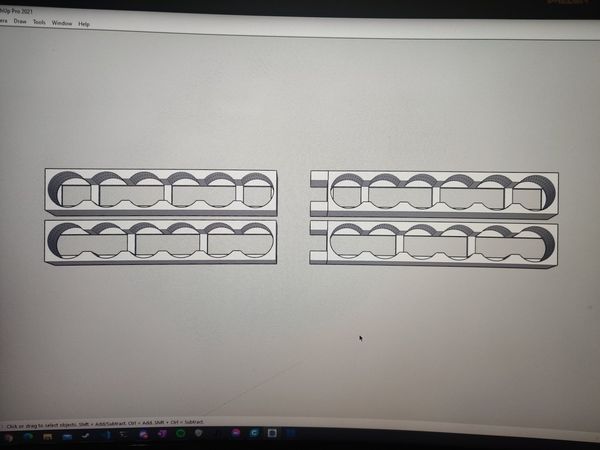 hUp Pro 2021
era Draw Tools Window Help
Click or drag to select objects. Shift = Add/Subtract. Ctrl = Add. Shift + Ctrl = Subtract.